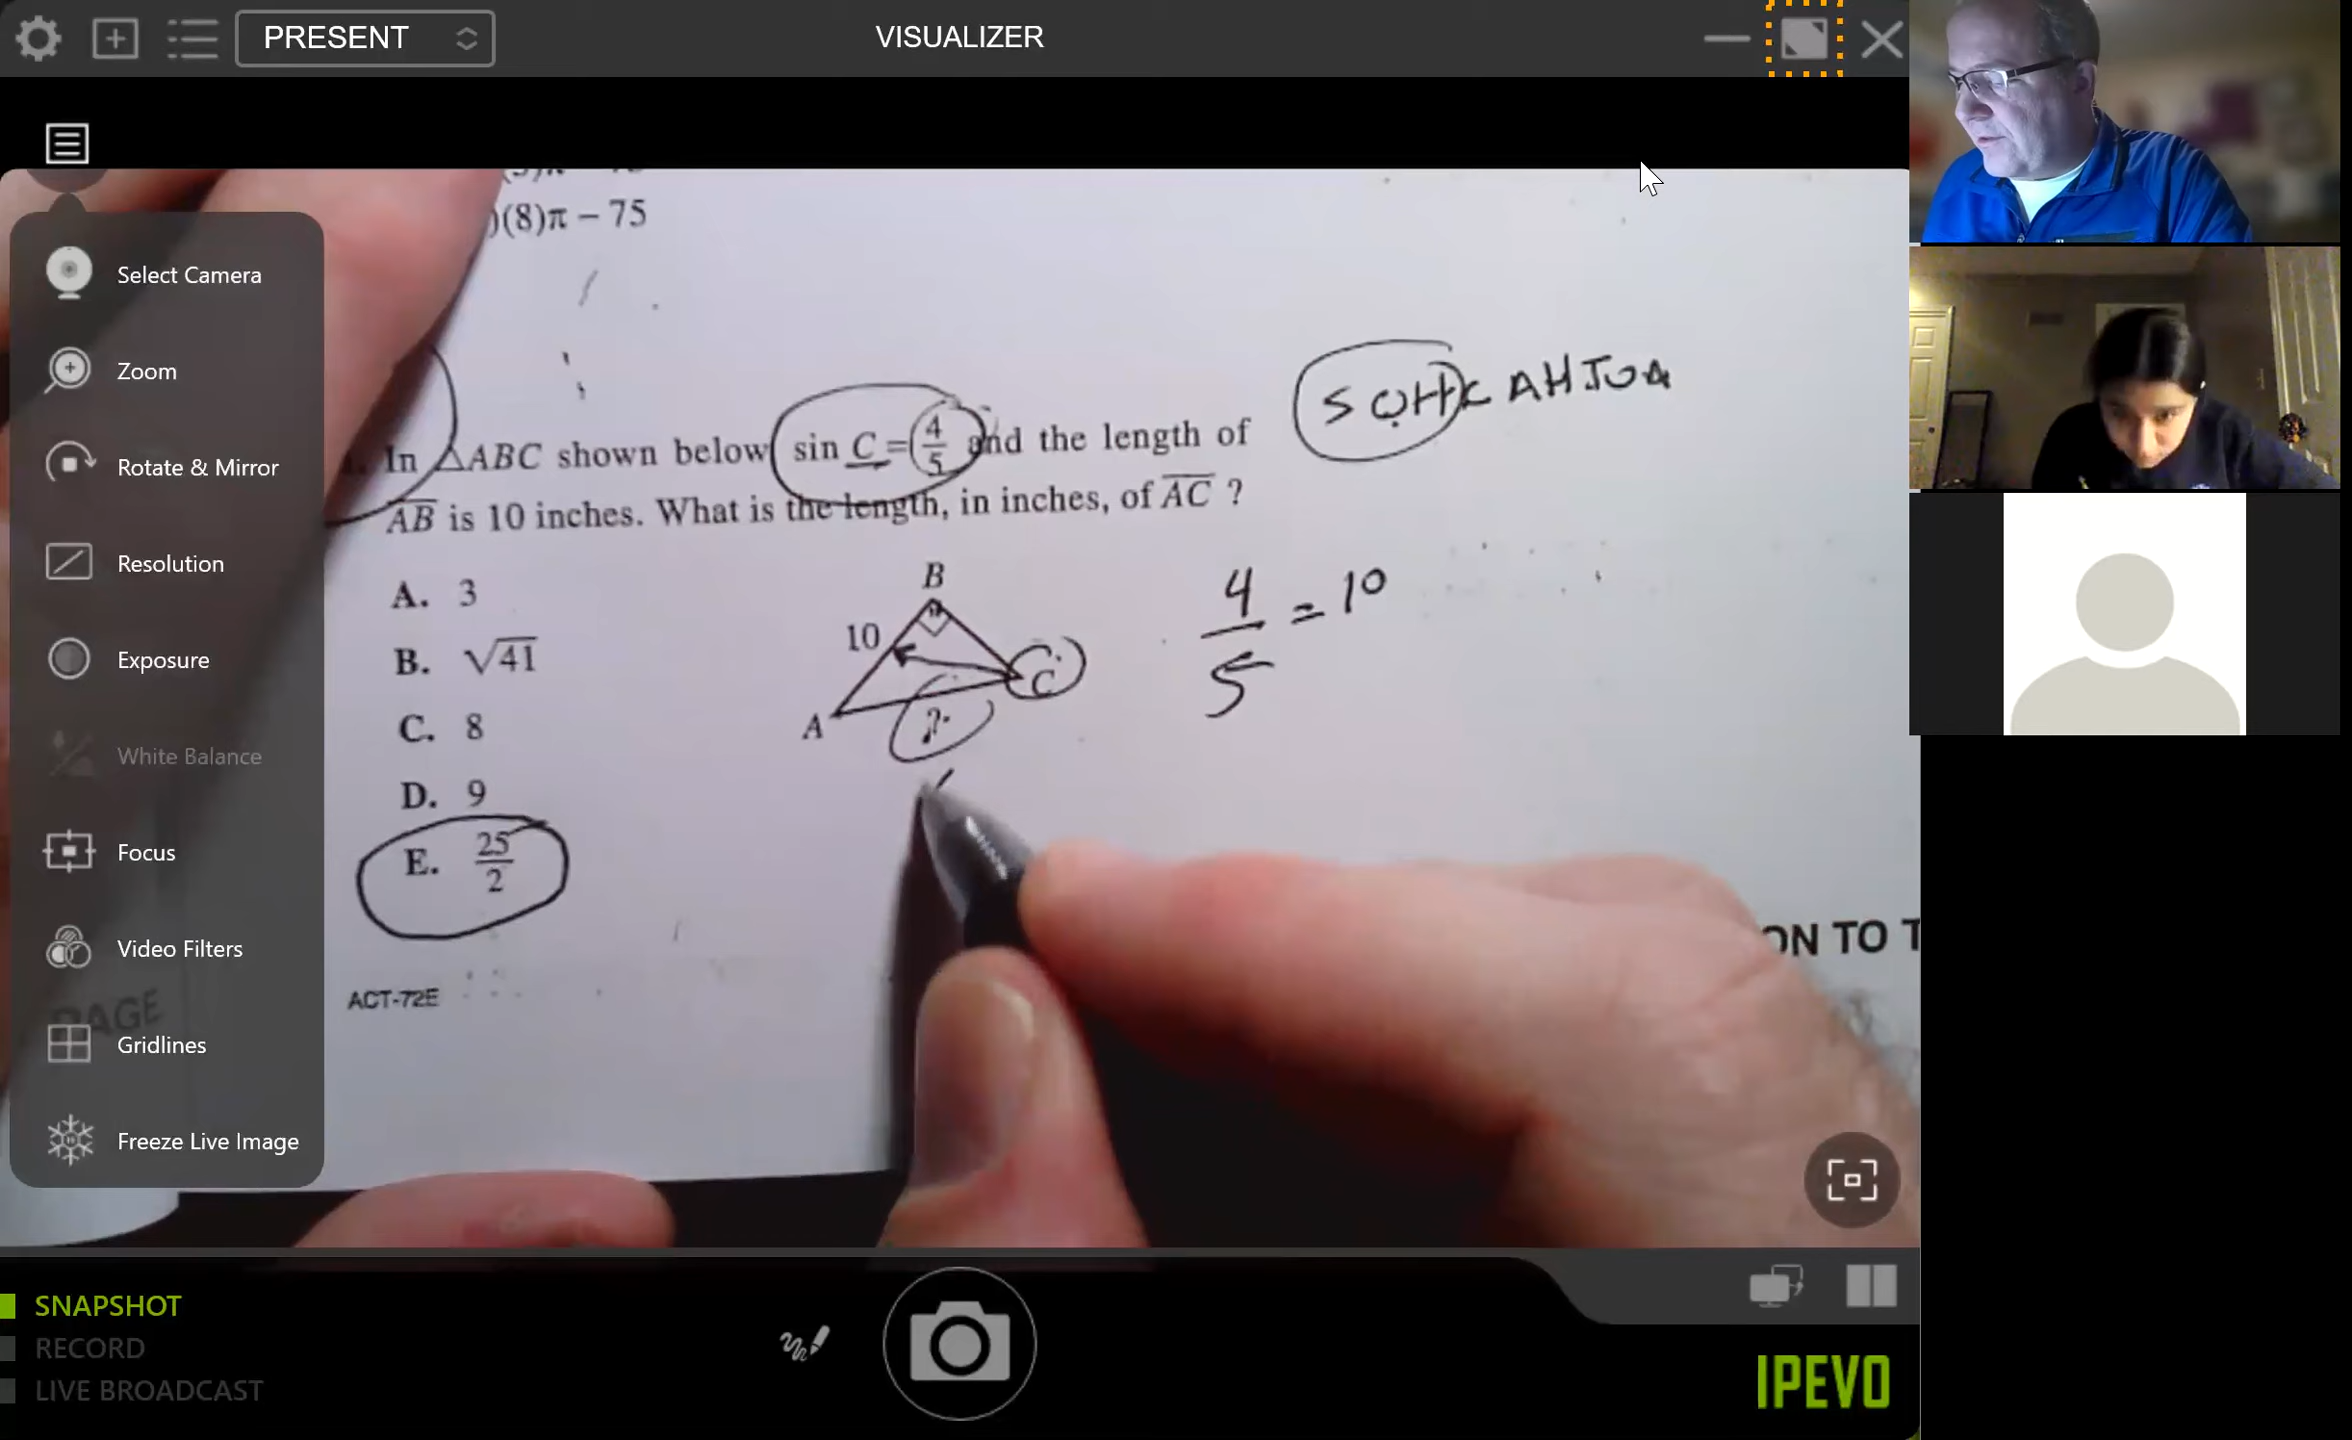 PRESENT
VISUALIZER
Select Camera
Zoom
Rotate & Mirror
Resolution
Exposure
White Balance
Focus
Video Filters
Gridlines
Freeze Live Image
)(8)π – 75
In △ABC shown below sin C = 4/5 and the length of
AB is 10 inches. What is the length, in inches, of AC ?
SOHCAHTOA
A. 3
B. √41
C. 8
D. 9
E. 25/2
B
10
A
C
?
4/5 = 10
ACT-72E
PAGE
ON TO T
SNAPSHOT
RECORD
LIVE BROADCAST
IPEVO